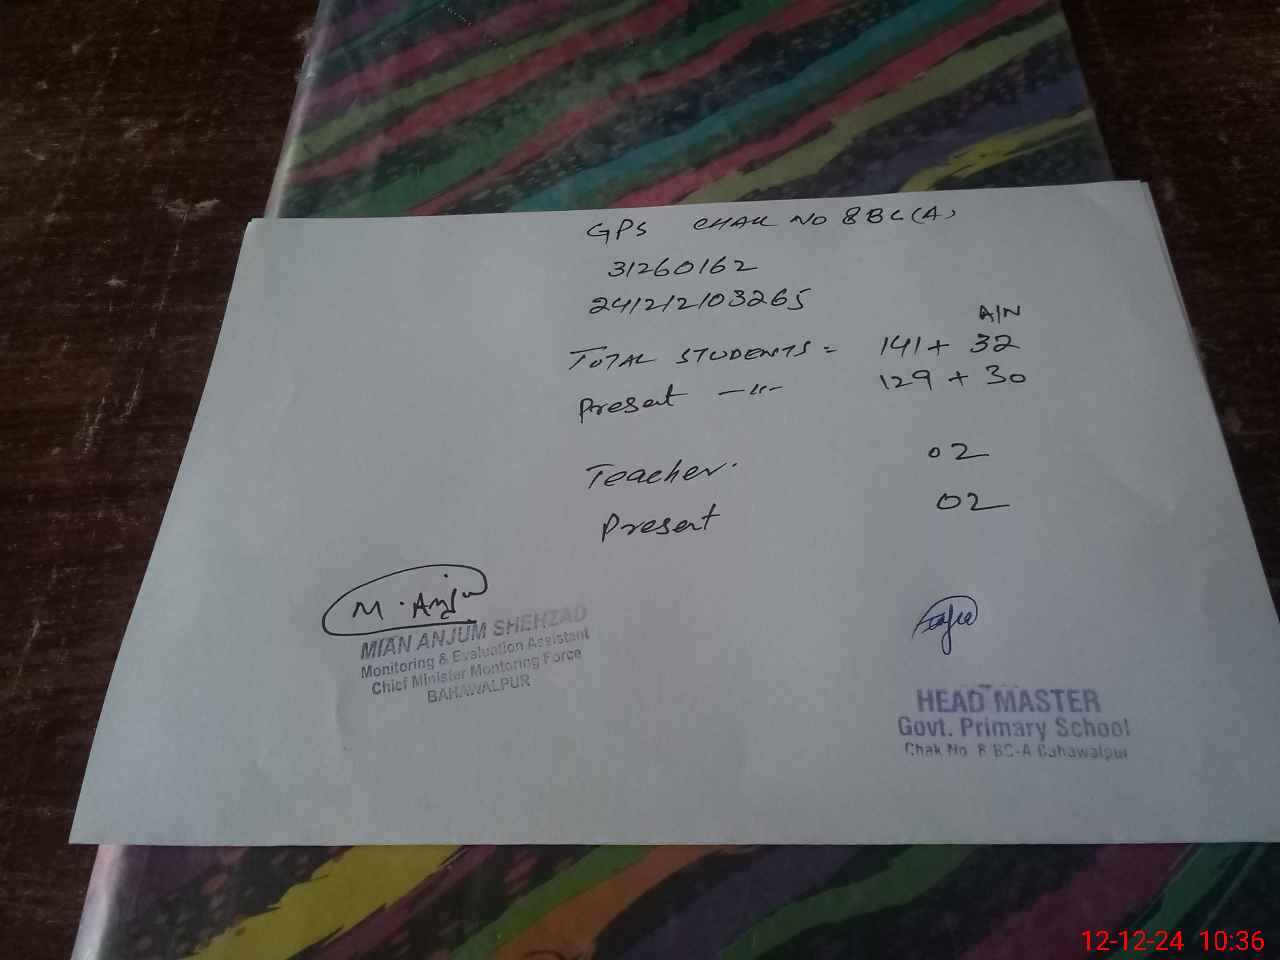 GPS CHAK NO 8BC(A)
31260162
241212103265
A/N
TOTAL STUDENTS = 141 + 32
Present —〃— 129 + 30
Teacher. 02
Present 02
M. Anju
MIAN ANJUM SHEHZAD
Monitoring & Evaluation Assistant
Chief Minister Montoring Force
BAHAWALPUR
HEAD MASTER
Govt. Primary School
Chak No 8 BC-A Bahawalpur
12-12-24 10:36